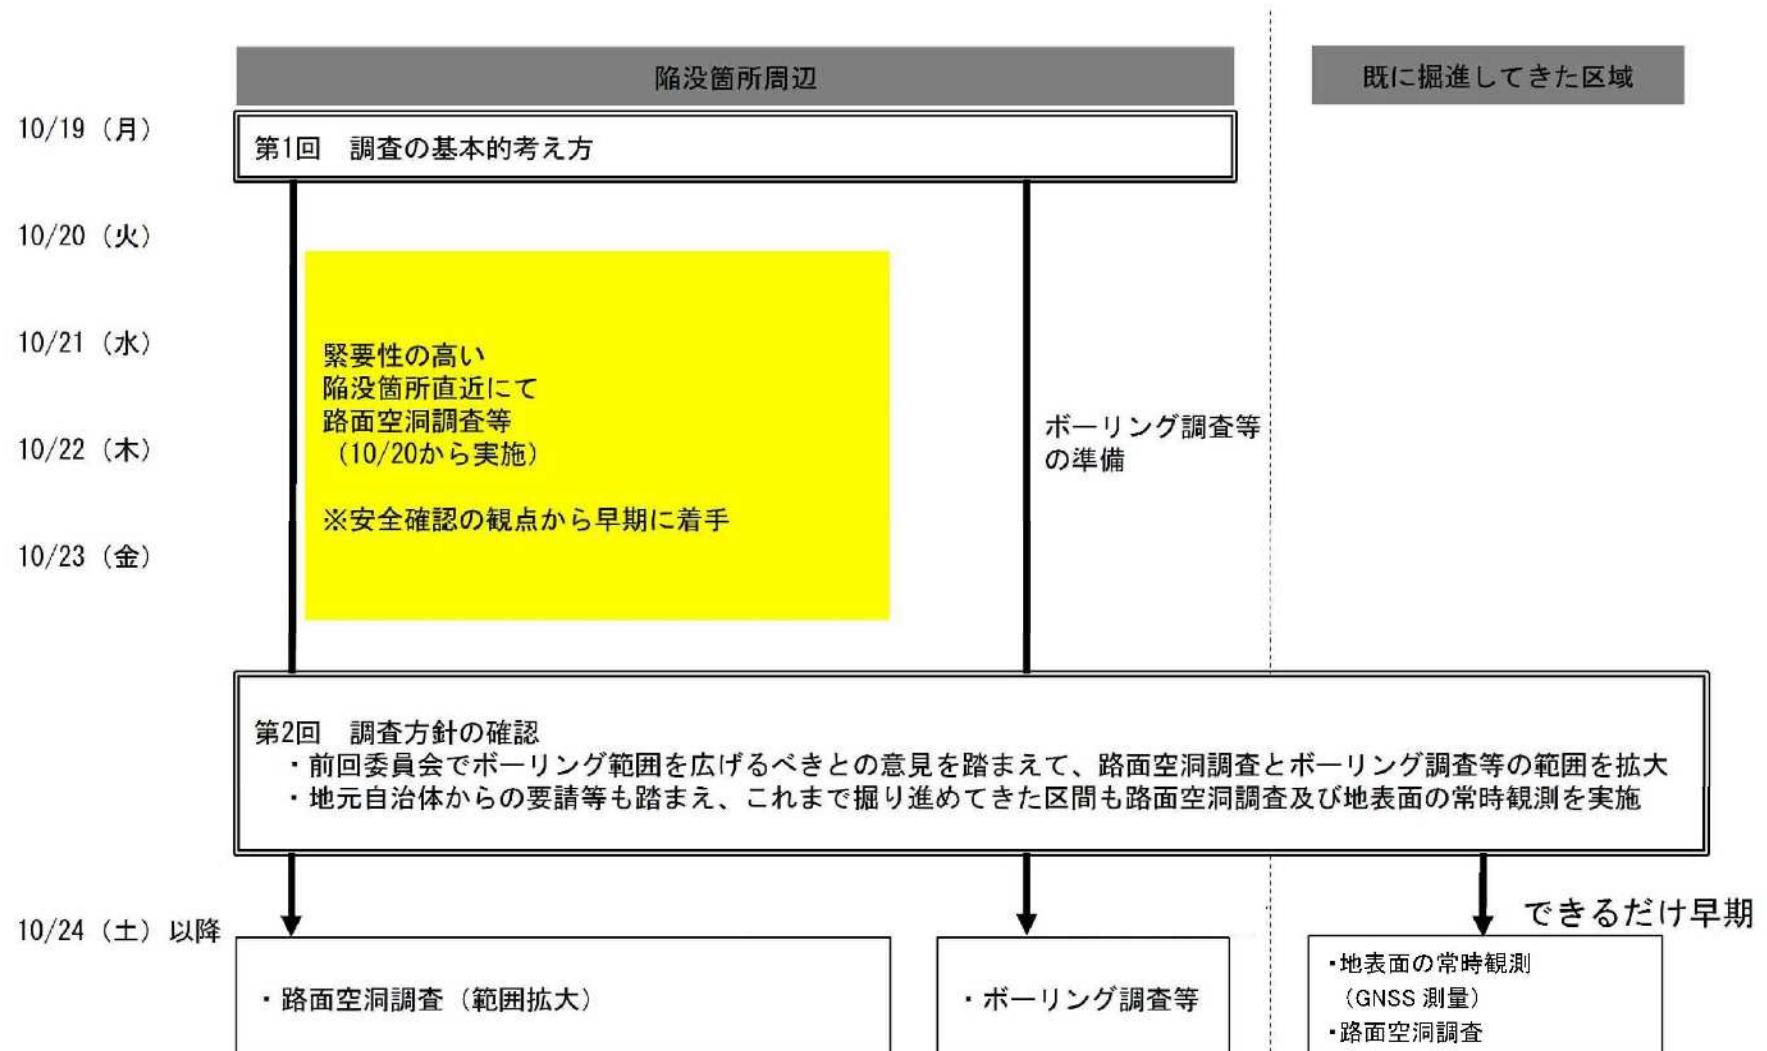 陥没箇所周辺
既に掘進してきた区域
10/19（月）
第1回　調査の基本的考え方
10/20（火）
10/21（水）
緊要性の高い
陥没箇所直近にて
路面空洞調査等
（10/20から実施）
※安全確認の観点から早期に着手
ボーリング調査等
の準備
10/22（木）
10/23（金）
第2回　調査方針の確認
・前回委員会でボーリング範囲を広げるべきとの意見を踏まえて、路面空洞調査とボーリング調査等の範囲を拡大
・地元自治体からの要請等も踏まえ、これまで掘り進めてきた区間も路面空洞調査及び地表面の常時観測を実施
10/24（土）以降
できるだけ早期
・路面空洞調査（範囲拡大）
・ボーリング調査等
・地表面の常時観測
（GNSS 測量）
・路面空洞調査